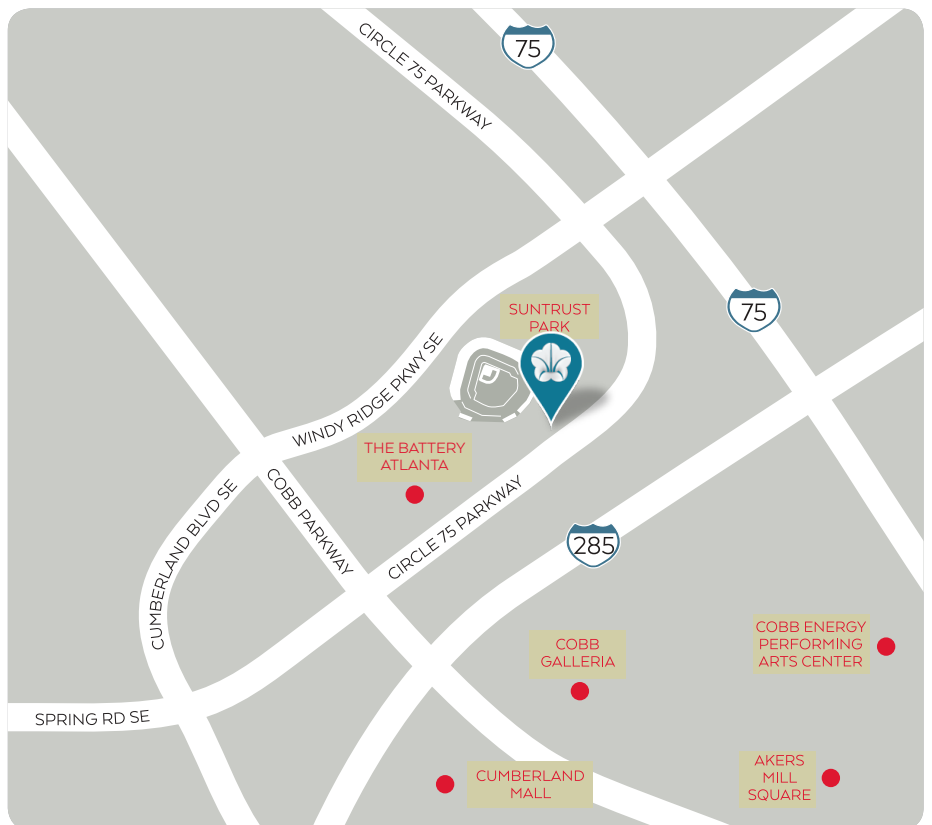 CIRCLE 75 PARKWAY
75
SUNTRUST
PARK
75
WINDY RIDGE PKWY SE
THE BATTERY
ATLANTA
COBB PARKWAY
CUMBERLAND BLVD SE
CIRCLE 75 PARKWAY
285
COBB
GALLERIA
COBB ENERGY
PERFORMING
ARTS CENTER
SPRING RD SE
CUMBERLAND
MALL
AKERS
MILL
SQUARE